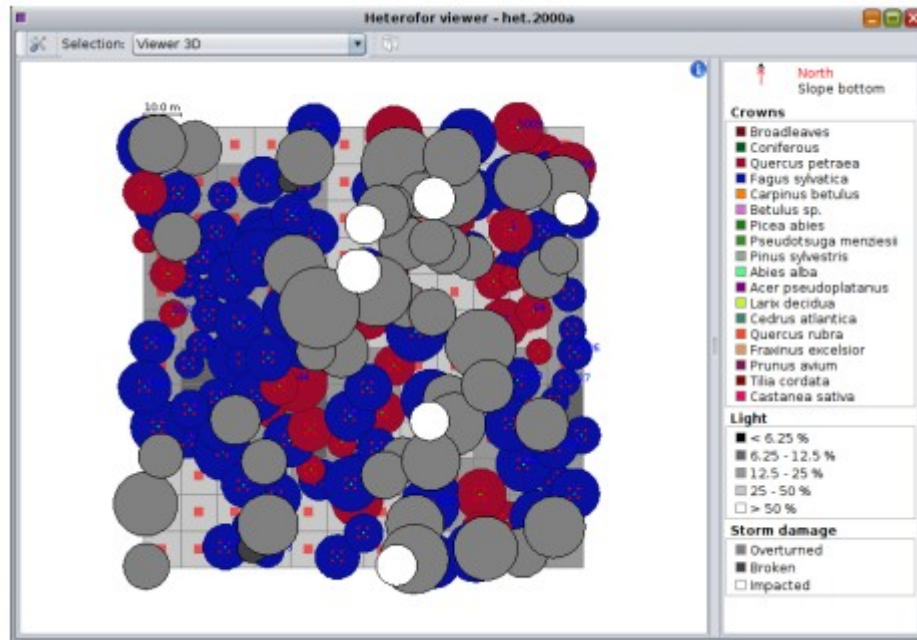 Heterofor viewer - het.2000a
Selection: Viewer 3D
10.0 m
North
Slope bottom
Crowns
Broadleaves
Coniferous
Quercus petraea
Fagus sylvatica
Carpinus betulus
Betulus sp.
Picea abies
Pseudotsuga menziesii
Pinus sylvestris
Abies alba
Acer pseudoplatanus
Larix decidua
Cedrus atlantica
Quercus rubra
Fraxinus excelsior
Prunus avium
Tilia cordata
Castanea sativa
Light
< 6.25 %
6.25 - 12.5 %
12.5 - 25 %
25 - 50 %
> 50 %
Storm damage
Overturned
Broken
Impacted